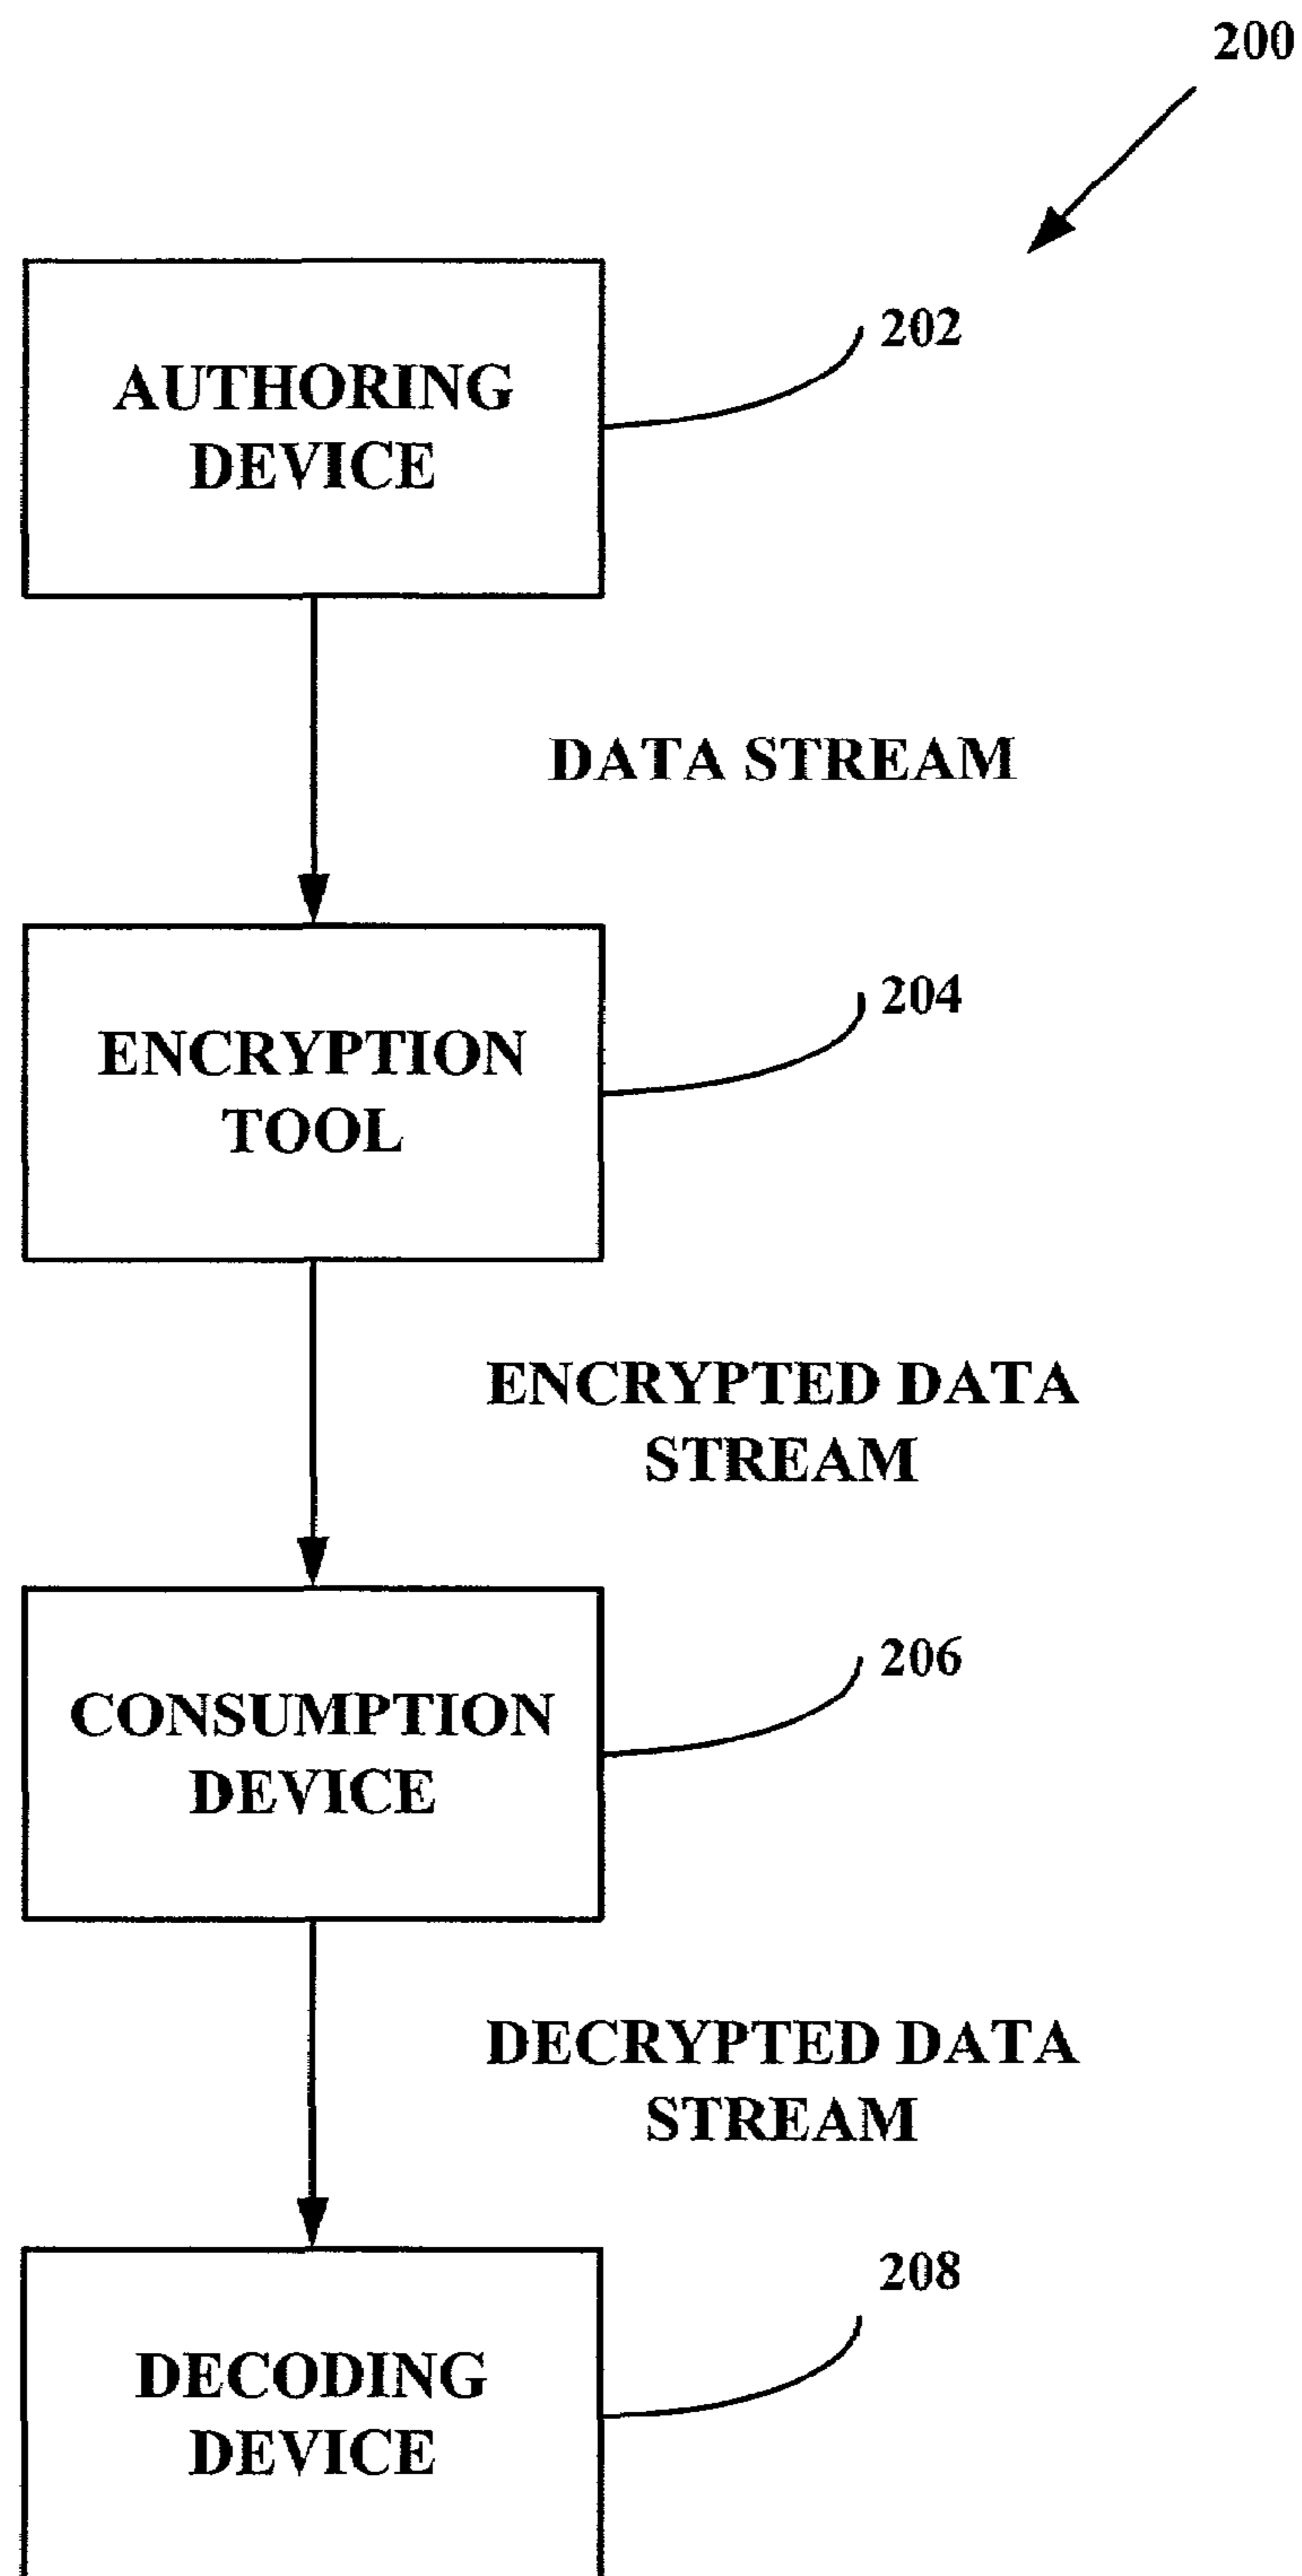 200
202
AUTHORING
DEVICE
DATA STREAM
204
ENCRYPTION
TOOL
ENCRYPTED DATA
STREAM
206
CONSUMPTION
DEVICE
DECRYPTED DATA
STREAM
208
DECODING
DEVICE